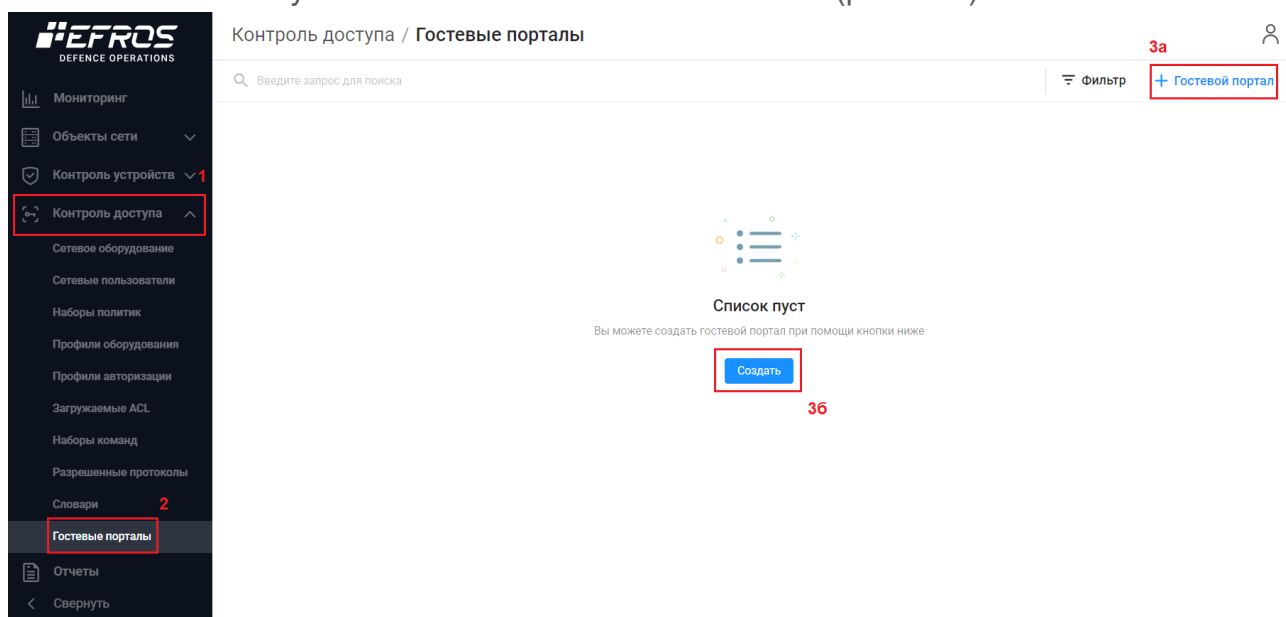 EFROS
DEFENCE OPERATIONS
Контроль доступа / Гостевые порталы
3а
Введите запрос для поиска
Фильтр
+ Гостевой портал
Мониторинг
Объекты сети
Контроль устройств
1
Контроль доступа
Сетевое оборудование
Сетевые пользователи
Наборы политик
Профили оборудования
Профили авторизации
Загружаемые ACL
Наборы команд
Разрешенные протоколы
Словари
2
Гостевые порталы
Отчеты
Свернуть
Список пуст
Вы можете создать гостевой портал при помощи кнопки ниже
Создать
3б